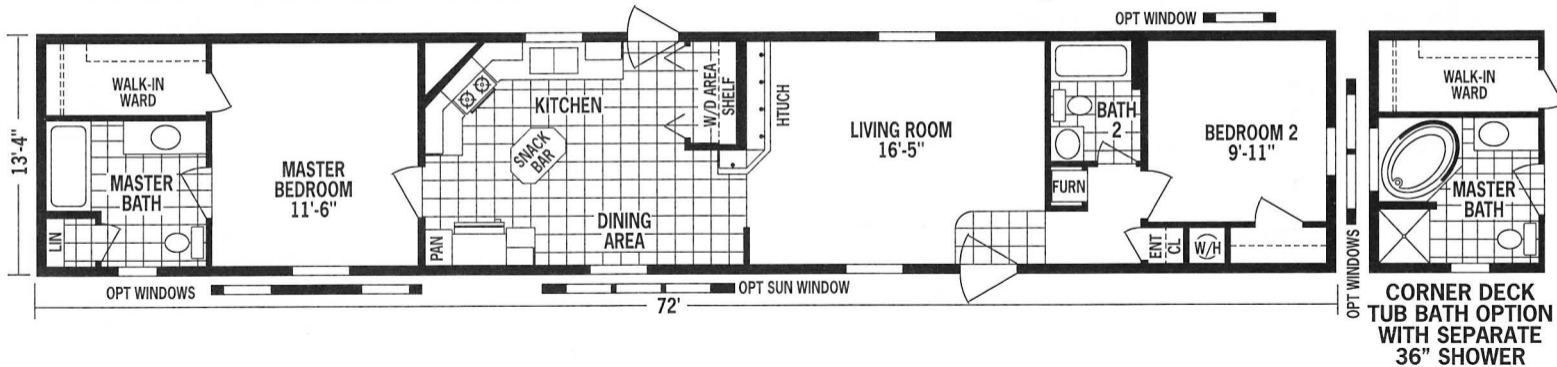 OPT WINDOW
13'-4"
WALK-IN
WARD
MASTER
BATH
LIN
MASTER
BEDROOM
11'-6"
KITCHEN
SNACK
BAR
PAN
DINING
AREA
W/D AREA
SHELF
HTUCH
LIVING ROOM
16'-5"
BATH
2
FURN
BEDROOM 2
9'-11"
ENT
CL
W/H
OPT WINDOWS
OPT SUN WINDOW
72'
OPT WINDOWS
WALK-IN
WARD
MASTER
BATH
CORNER DECK
TUB BATH OPTION
WITH SEPARATE
36" SHOWER